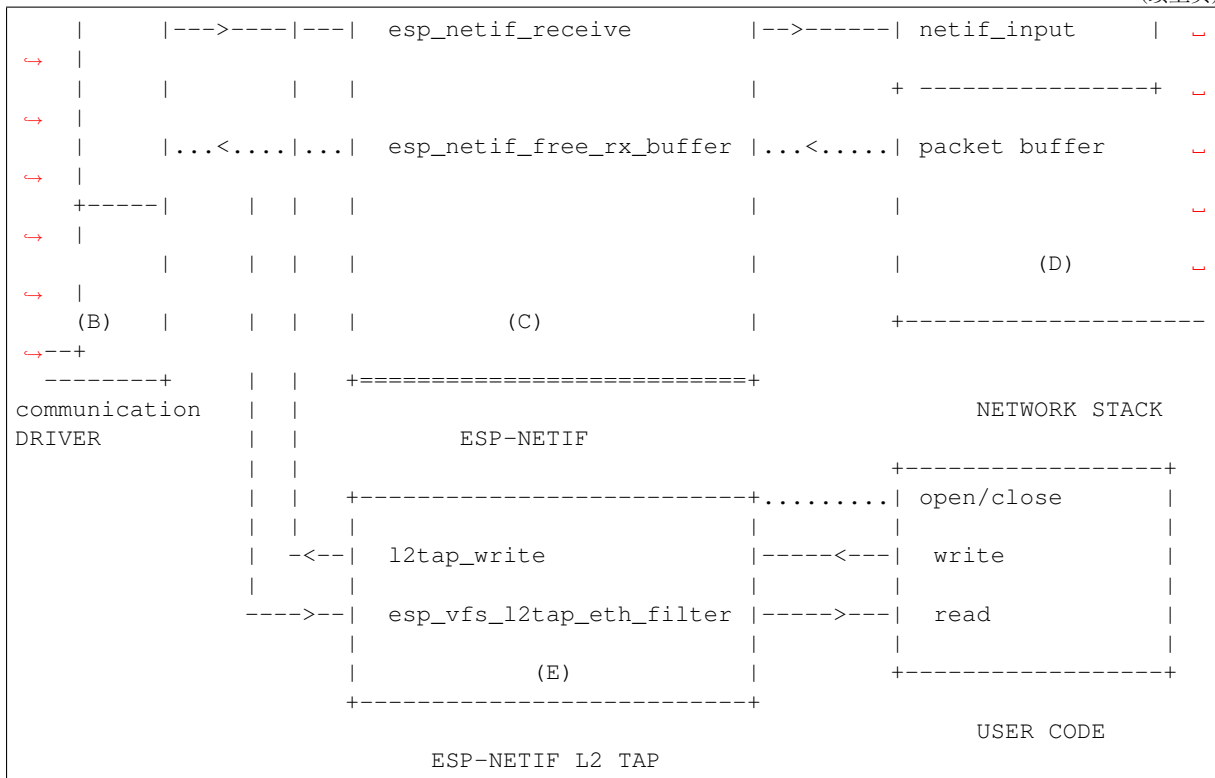 |      |--->----|---|  esp_netif_receive        |-->------| netif_input     |  ␣
↪  |
    |      |        |   |                           |         + ----------------+  ␣
↪  |
    |      |...<....|...|  esp_netif_free_rx_buffer |...<.....| packet buffer      ␣
↪  |
    +-----|     |  |   |                           |         |                    ␣
↪  |
          |     |  |   |                           |         |         (D)        ␣
↪  |
    (B)   |     |  |   |          (C)              |         +---------------------
↪--+
  --------+     |  |   +===========================+
communication   |  |                                               NETWORK STACK
DRIVER          |  |           ESP-NETIF
                |  |                                         +------------------+
                |  |   +---------------------------+.........| open/close       |
                |  |   |                           |         |                  |
                |  -<--|  l2tap_write              |-----<---|  write           |
                |      |                           |         |                  |
                ---->--|  esp_vfs_l2tap_eth_filter |----->---|  read            |
                       |                           |         |                  |
                       |            (E)            |         +------------------+
                       +---------------------------+
                                                                  USER CODE
                             ESP-NETIF L2 TAP